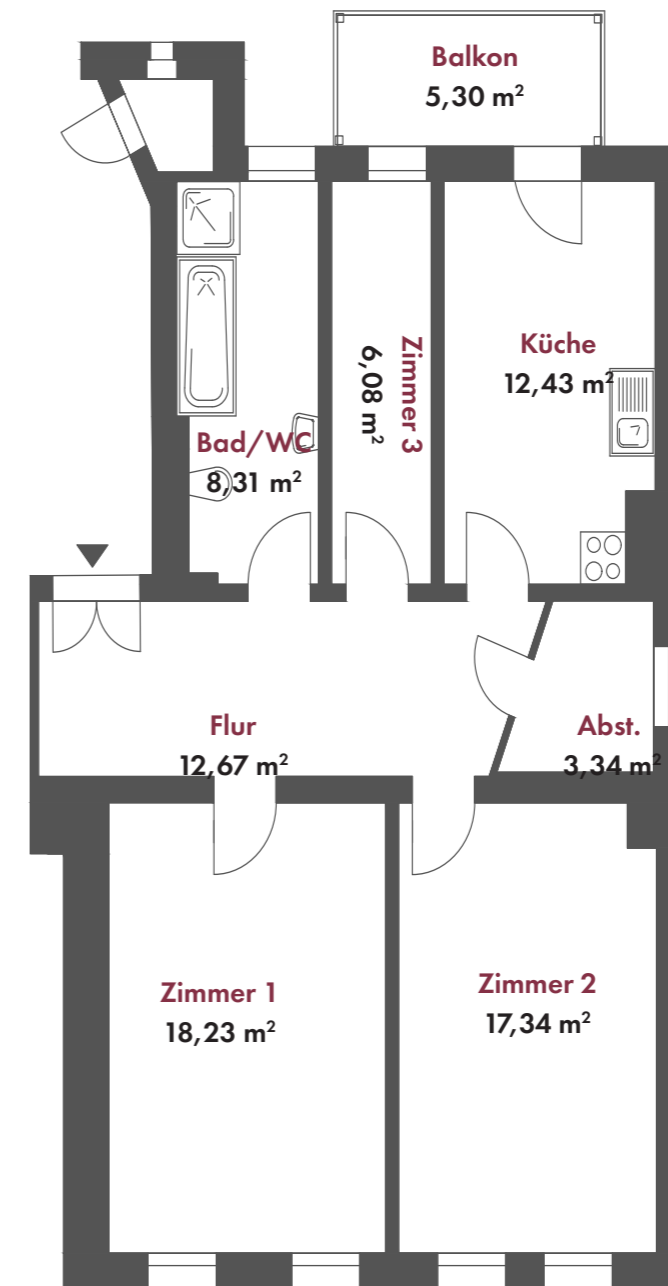 Balkon
5,30 m²
Küche
12,43 m²
Zimmer 3
6,08 m²
Bad/WC
8,31 m²
Flur
12,67 m²
Abst.
3,34 m²
Zimmer 1
18,23 m²
Zimmer 2
17,34 m²